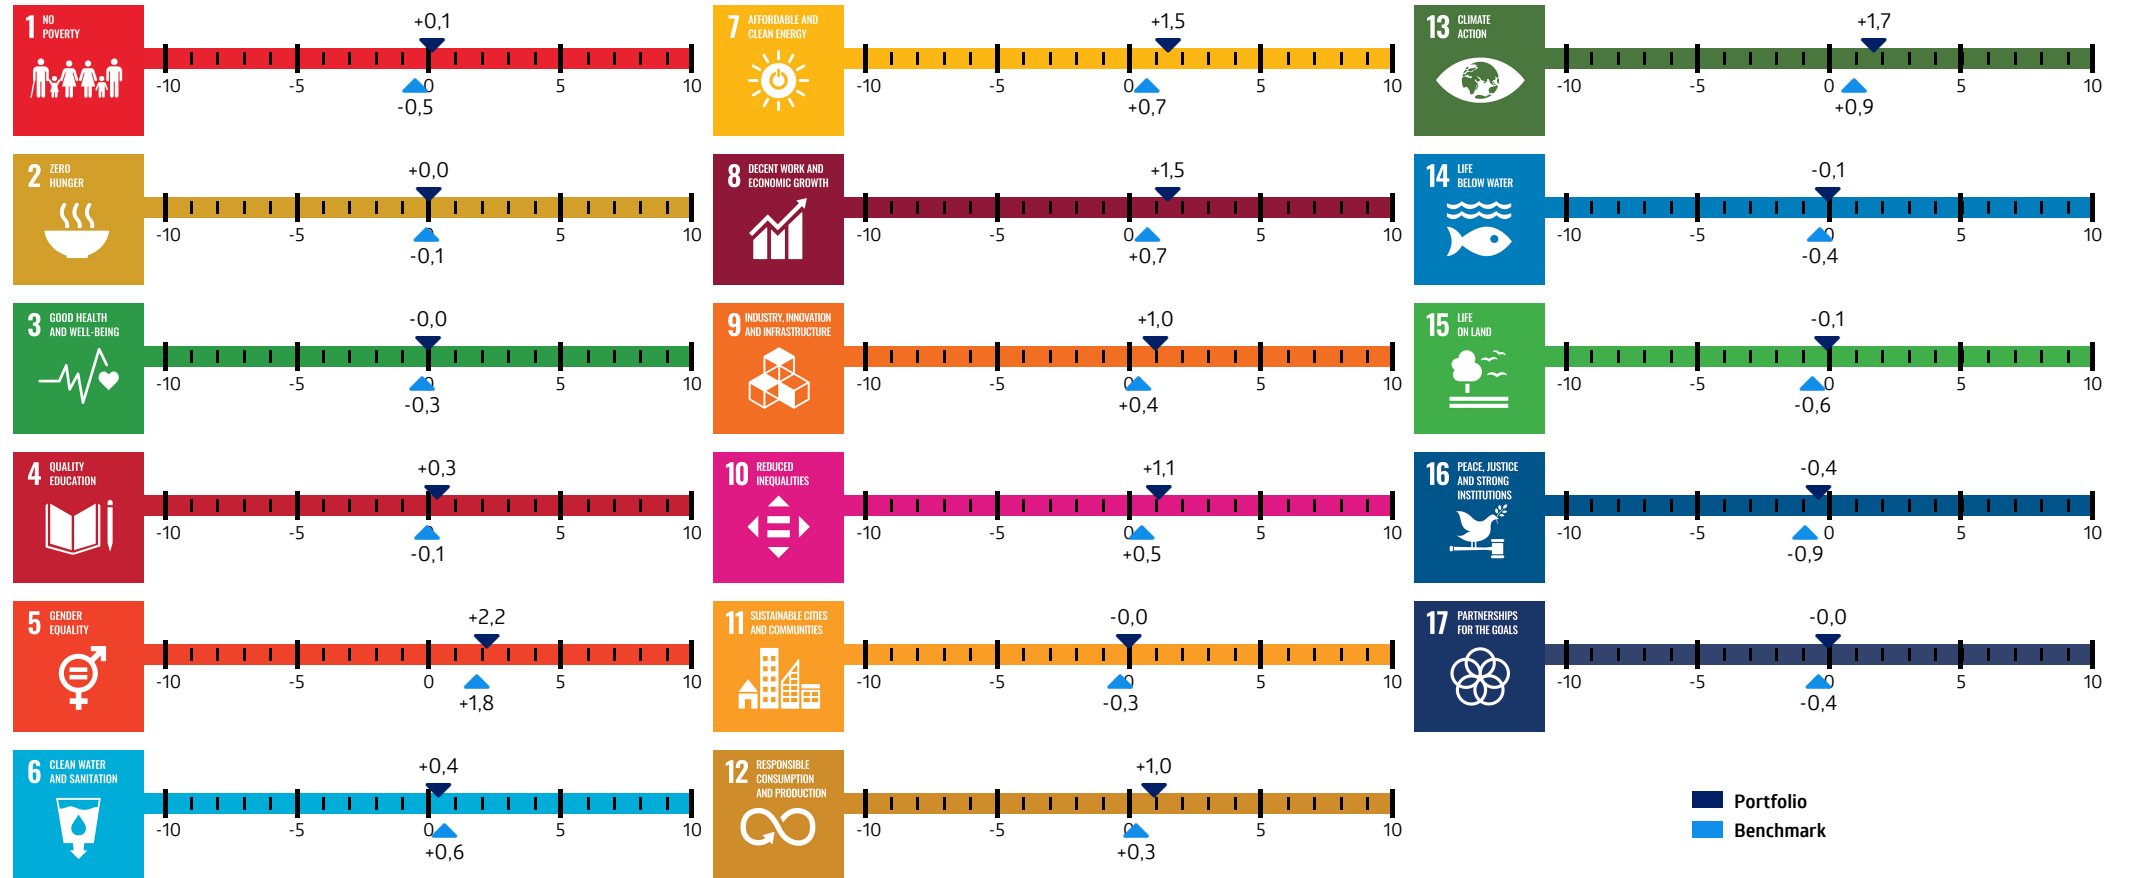 1 NO
POVERTY
+0,1
-10 -5 0 5 10
-0,5
2 ZERO
HUNGER
+0,0
-10 -5 0 5 10
-0,1
3 GOOD HEALTH
AND WELL-BEING
-0,0
-10 -5 0 5 10
-0,3
4 QUALITY
EDUCATION
+0,3
-10 -5 0 5 10
-0,1
5 GENDER
EQUALITY
+2,2
-10 -5 0 5 10
+1,8
6 CLEAN WATER
AND SANITATION
+0,4
-10 -5 0 5 10
+0,6
7 AFFORDABLE AND
CLEAN ENERGY
+1,5
-10 -5 0 5 10
+0,7
8 DECENT WORK AND
ECONOMIC GROWTH
+1,5
-10 -5 0 5 10
+0,7
9 INDUSTRY, INNOVATION
AND INFRASTRUCTURE
+1,0
-10 -5 0 5 10
+0,4
10 REDUCED
INEQUALITIES
+1,1
-10 -5 0 5 10
+0,5
11 SUSTAINABLE CITIES
AND COMMUNITIES
-0,0
-10 -5 0 5 10
-0,3
12 RESPONSIBLE
CONSUMPTION
AND PRODUCTION
+1,0
-10 -5 0 5 10
+0,3
13 CLIMATE
ACTION
+1,7
-10 -5 0 5 10
+0,9
14 LIFE
BELOW WATER
-0,1
-10 -5 0 5 10
-0,4
15 LIFE
ON LAND
-0,1
-10 -5 0 5 10
-0,6
16 PEACE, JUSTICE
AND STRONG
INSTITUTIONS
-0,4
-10 -5 0 5 10
-0,9
17 PARTNERSHIPS
FOR THE GOALS
-0,0
-10 -5 0 5 10
-0,4
Portfolio
Benchmark